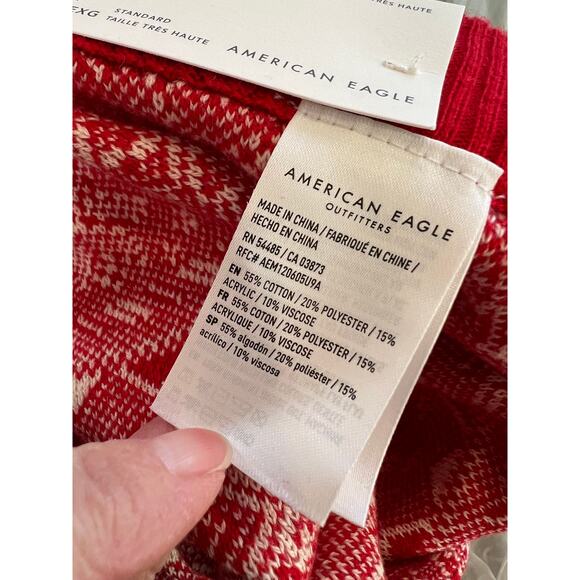 STANDARD
TAILLE TRÈS HAUTE
AMERICAN EAGLE
AMERICAN EAGLE
OUTFITTERS
MADE IN CHINA / FABRIQUÉ EN CHINE /
HECHO EN CHINA
RN 54485 / CA 03873
RFC# AEM120605U9A
EN 55% COTTON / 20% POLYESTER / 15%
ACRYLIC / 10% VISCOSE
FR 55% COTON / 20% POLYESTER / 15%
ACRYLIQUE / 10% VISCOSE
SP 55% algodón / 20% poliéster / 15%
acrílico / 10% viscosa